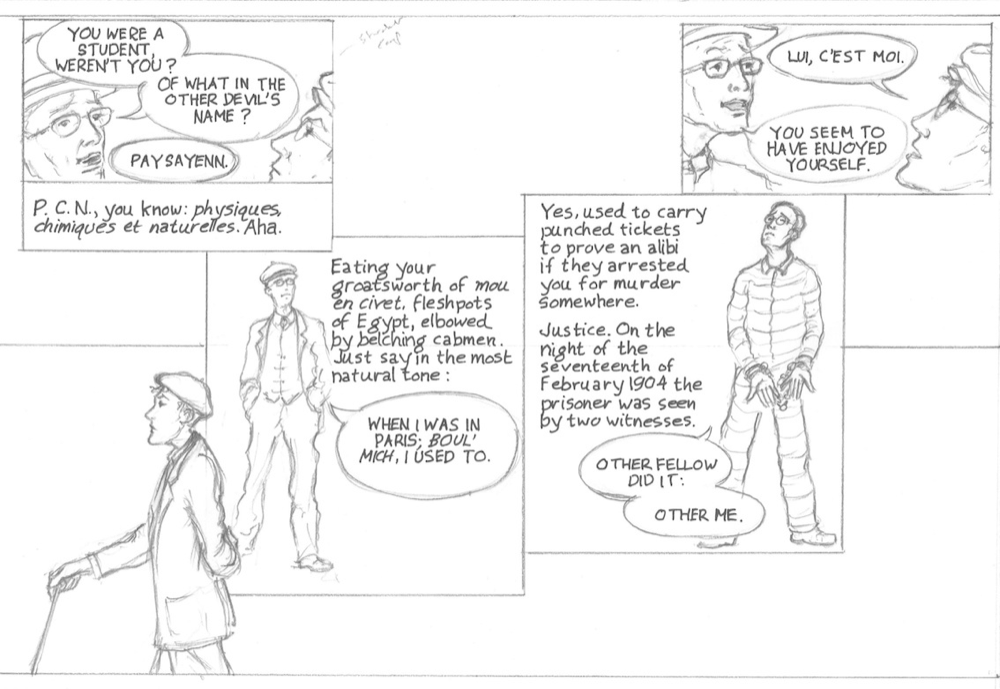 YOU WERE A
STUDENT,
WEREN'T YOU?
OF WHAT IN THE
OTHER DEVIL'S
NAME?
PAYSAYENN.
P. C. N., you know: physiques,
chimiques et naturelles. Aha.
Eating your
groatsworth of mou
en civet, fleshpots
of Egypt, elbowed
by belching cabmen.
Just say in the most
natural tone:
WHEN I WAS IN
PARIS; BOUL'
MICH, I USED TO.
Yes, used to carry
punched tickets
to prove an alibi
if they arrested
you for murder
somewhere.
Justice. On the
night of the
seventeenth of
February 1904 the
prisoner was seen
by two witnesses.
OTHER FELLOW
DID IT:
OTHER ME.
LUI, C'EST MOI.
YOU SEEM TO
HAVE ENJOYED
YOURSELF.